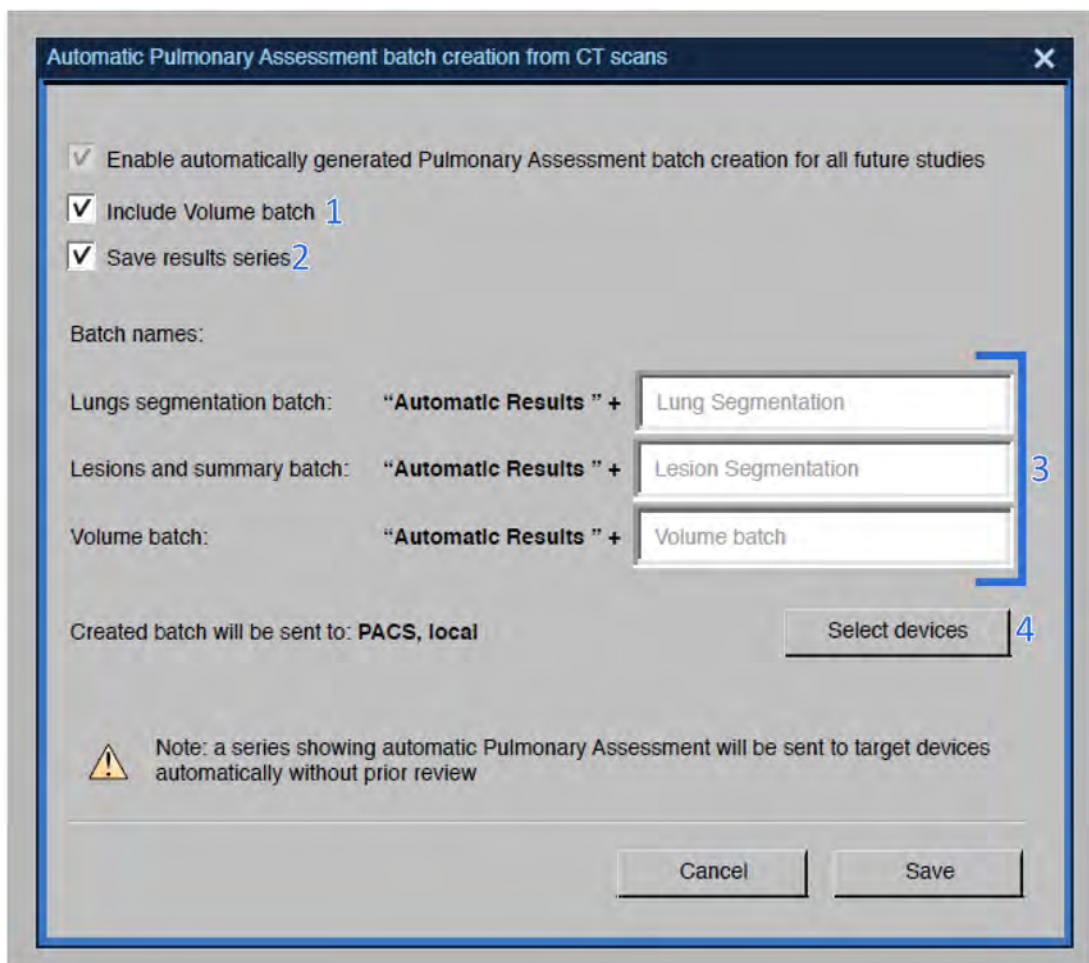 Automatic Pulmonary Assessment batch creation from CT scans
Enable automatically generated Pulmonary Assessment batch creation for all future studies
Include Volume batch 1
Save results series 2
Batch names:
Lungs segmentation batch: “Automatic Results ” + Lung Segmentation
Lesions and summary batch: “Automatic Results ” + Lesion Segmentation
3
Volume batch: “Automatic Results ” + Volume batch
Created batch will be sent to: PACS, local Select devices 4
Note: a series showing automatic Pulmonary Assessment will be sent to target devices
automatically without prior review
Cancel Save